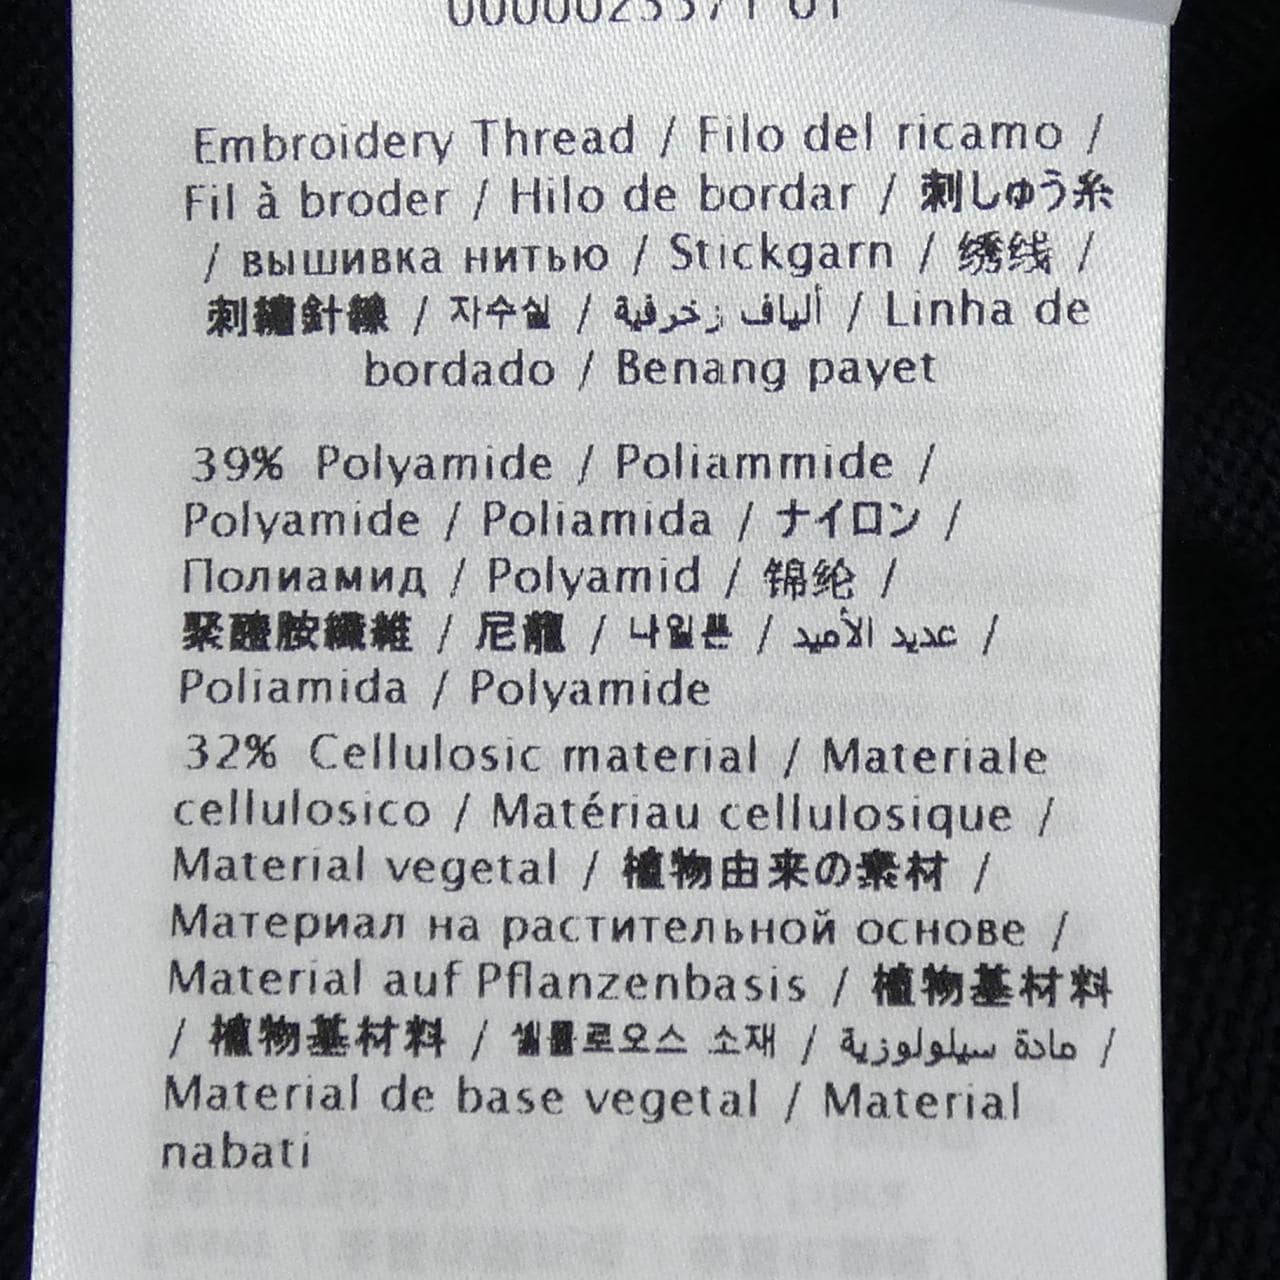 Embroidery Thread / Filo del ricamo /
Fil à broder / Hilo de bordar / 刺しゅう糸
/ вышивка нитью / Stickgarn / 绣线 /
刺繡針線 / 자수실 / ألياف زخرفية / Linha de
bordado / Benang payet
39% Polyamide / Poliammide /
Polyamide / Poliamida / ナイロン /
Полиамид / Polyamid / 锦纶 /
聚醯胺纖維 / 尼龍 / 나일론 / عديد الأميد /
Poliamida / Polyamide
32% Cellulosic material / Materiale
cellulosico / Matériau cellulosique /
Material vegetal / 植物由来の素材 /
Материал на растительной основе /
Material auf Pflanzenbasis / 植物基材料
/ 植物基材料 / 셀룰로오스 소재 / مادة سيلولوزية /
Material de base vegetal / Material
nabati